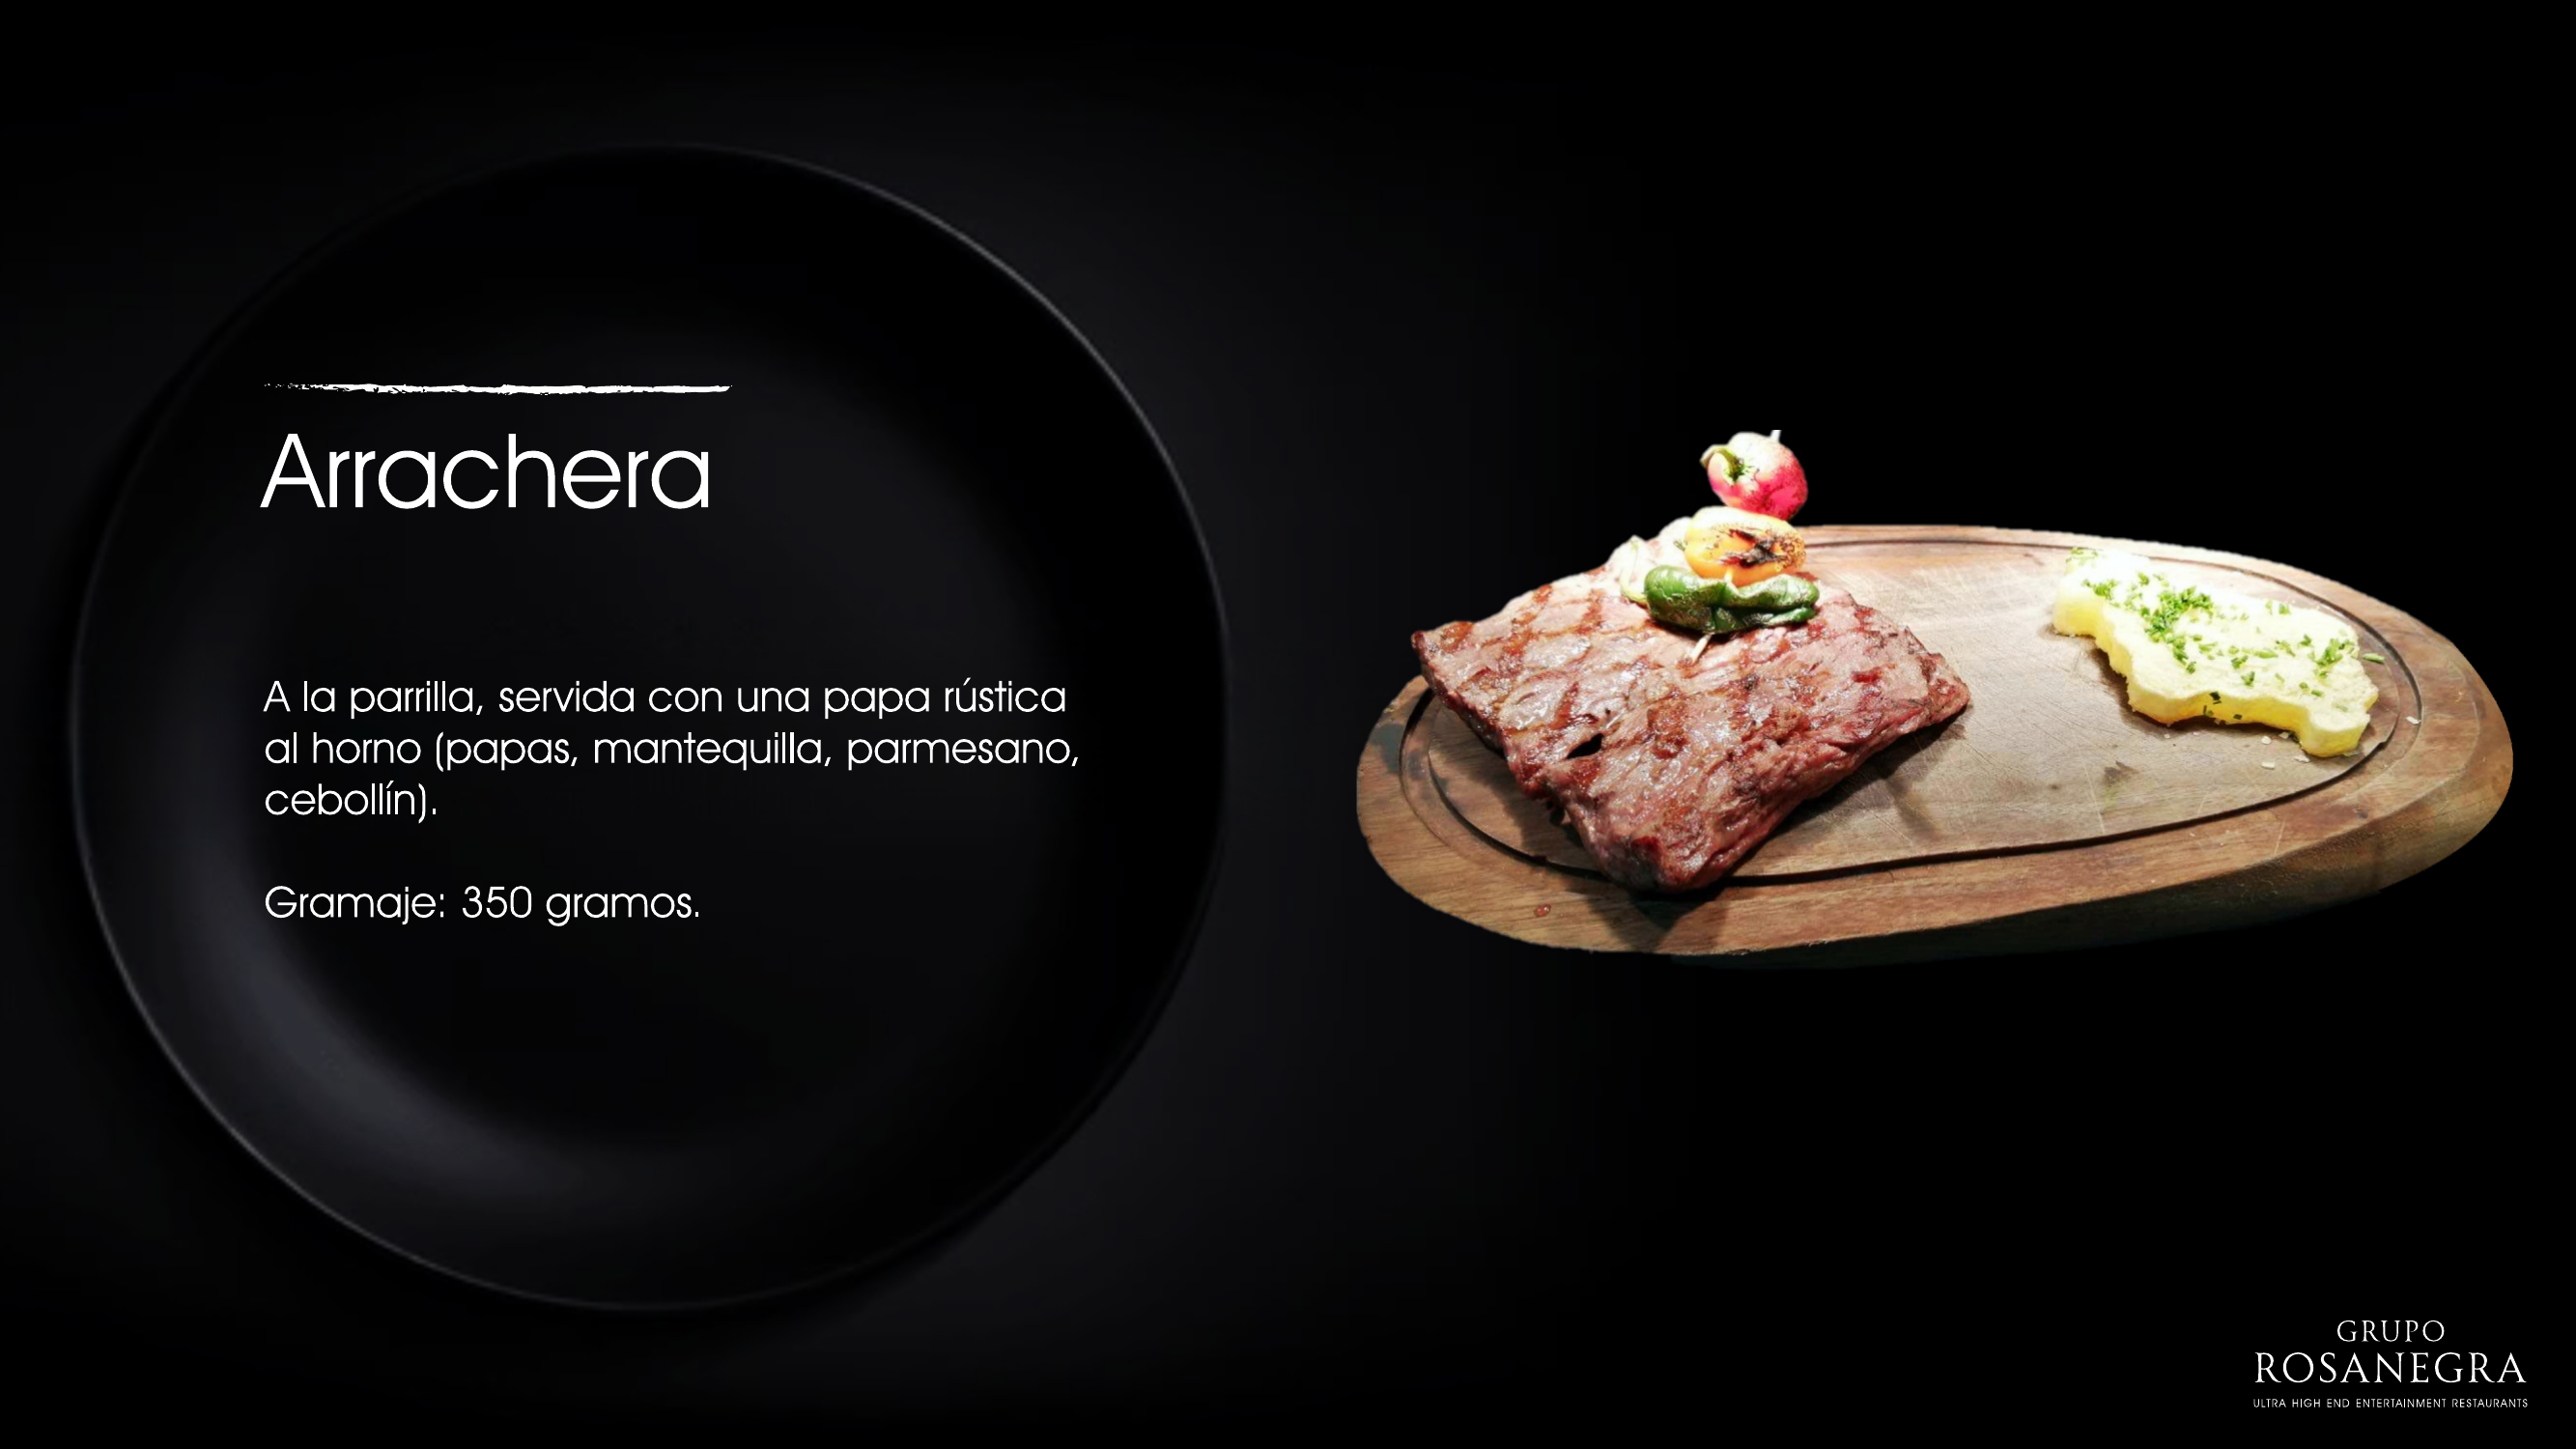 Arrachera
A la parrilla, servida con una papa rústica
al horno (papas, mantequilla, parmesano,
cebollín).
Gramaje: 350 gramos.
GRUPO
ROSANEGRA
ULTRA HIGH END ENTERTAINMENT RESTAURANTS